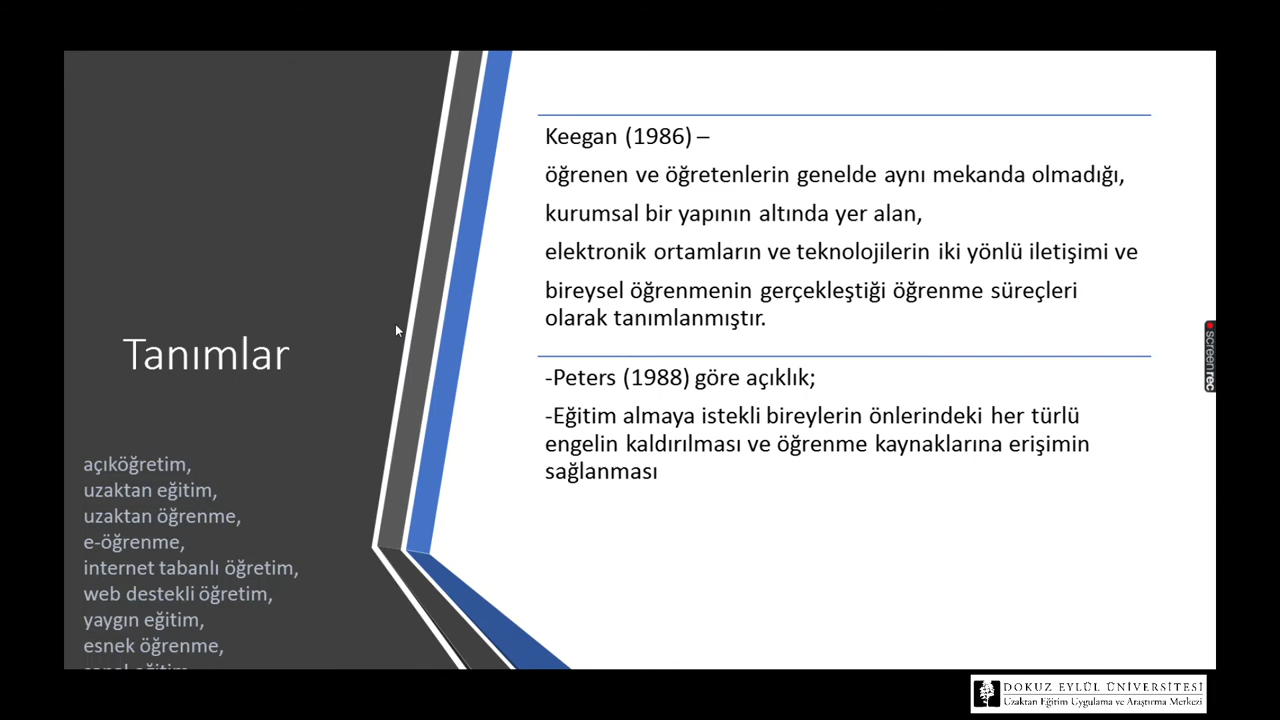 Tanımlar
açıköğretim,
uzaktan eğitim,
uzaktan öğrenme,
e-öğrenme,
internet tabanlı öğretim,
web destekli öğretim,
yaygın eğitim,
esnek öğrenme,
Keegan (1986) –
öğrenen ve öğretenlerin genelde aynı mekanda olmadığı,
kurumsal bir yapının altında yer alan,
elektronik ortamların ve teknolojilerin iki yönlü iletişimi ve
bireysel öğrenmenin gerçekleştiği öğrenme süreçleri
olarak tanımlanmıştır.
-Peters (1988) göre açıklık;
-Eğitim almaya istekli bireylerin önlerindeki her türlü
engelin kaldırılması ve öğrenme kaynaklarına erişimin
sağlanması
screenrec
DOKUZ EYLÜL ÜNİVERSİTESİ
Uzaktan Eğitim Uygulama ve Araştırma Merkezi